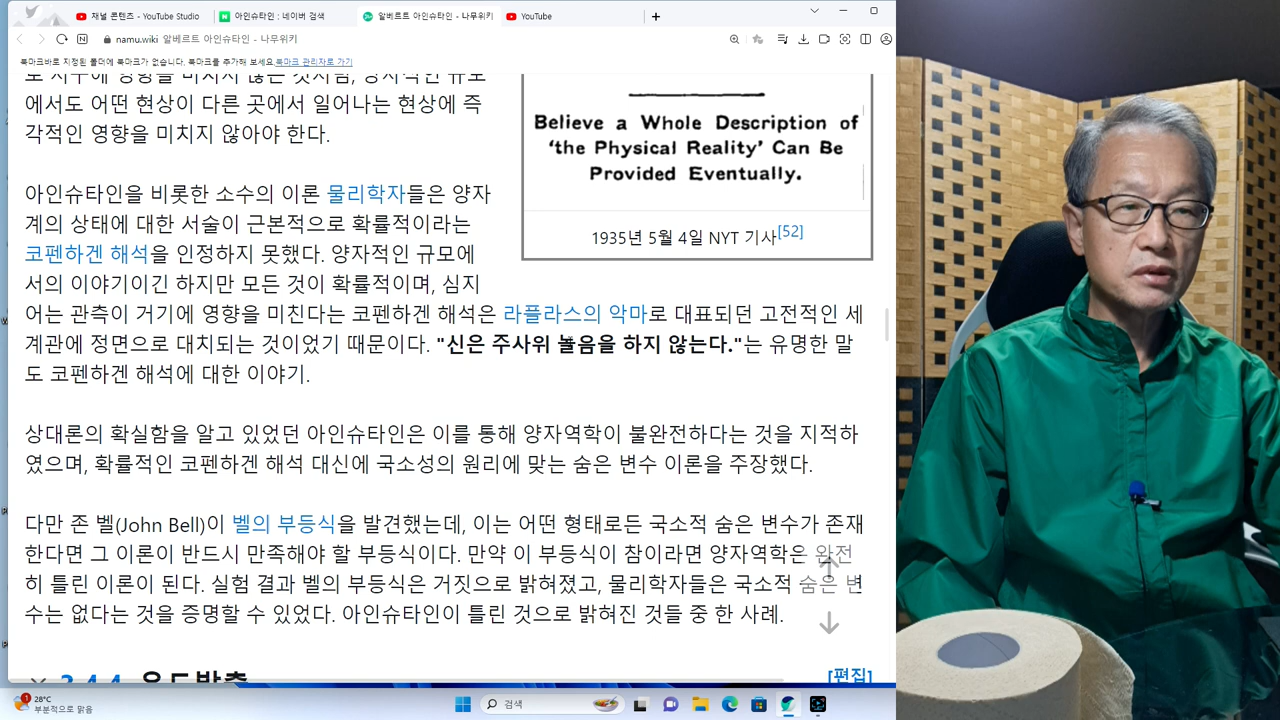 채널 콘텐츠 - YouTube Studio
아인슈타인 : 네이버 검색
알베르트 아인슈타인 - 나무위키
YouTube
namu.wiki 알베르트 아인슈타인 - 나무위키
북마크바로 지정된 폴더에 북마크가 없습니다. 북마크를 추가해 보세요. 북마크 관리자로 가기
에서도 어떤 현상이 다른 곳에서 일어나는 현상에 즉
각적인 영향을 미치지 않아야 한다.
Believe a Whole Description of
'the Physical Reality' Can Be
Provided Eventually.
1935년 5월 4일 NYT 기사[52]
아인슈타인을 비롯한 소수의 이론 물리학자들은 양자
계의 상태에 대한 서술이 근본적으로 확률적이라는
코펜하겐 해석을 인정하지 못했다. 양자적인 규모에
서의 이야기이긴 하지만 모든 것이 확률적이며, 심지
어는 관측이 거기에 영향을 미친다는 코펜하겐 해석은 라플라스의 악마로 대표되던 고전적인 세
계관에 정면으로 대치되는 것이었기 때문이다. "신은 주사위 놀음을 하지 않는다."는 유명한 말
도 코펜하겐 해석에 대한 이야기.
상대론의 확실함을 알고 있었던 아인슈타인은 이를 통해 양자역학이 불완전하다는 것을 지적하
였으며, 확률적인 코펜하겐 해석 대신에 국소성의 원리에 맞는 숨은 변수 이론을 주장했다.
다만 존 벨(John Bell)이 벨의 부등식을 발견했는데, 이는 어떤 형태로든 국소적 숨은 변수가 존재
한다면 그 이론이 반드시 만족해야 할 부등식이다. 만약 이 부등식이 참이라면 양자역학은 완전
히 틀린 이론이 된다. 실험 결과 벨의 부등식은 거짓으로 밝혀졌고, 물리학자들은 국소적 숨은 변
수는 없다는 것을 증명할 수 있었다. 아인슈타인이 틀린 것으로 밝혀진 것들 중 한 사례.
[편집]
28°C
부분적으로 맑음
검색